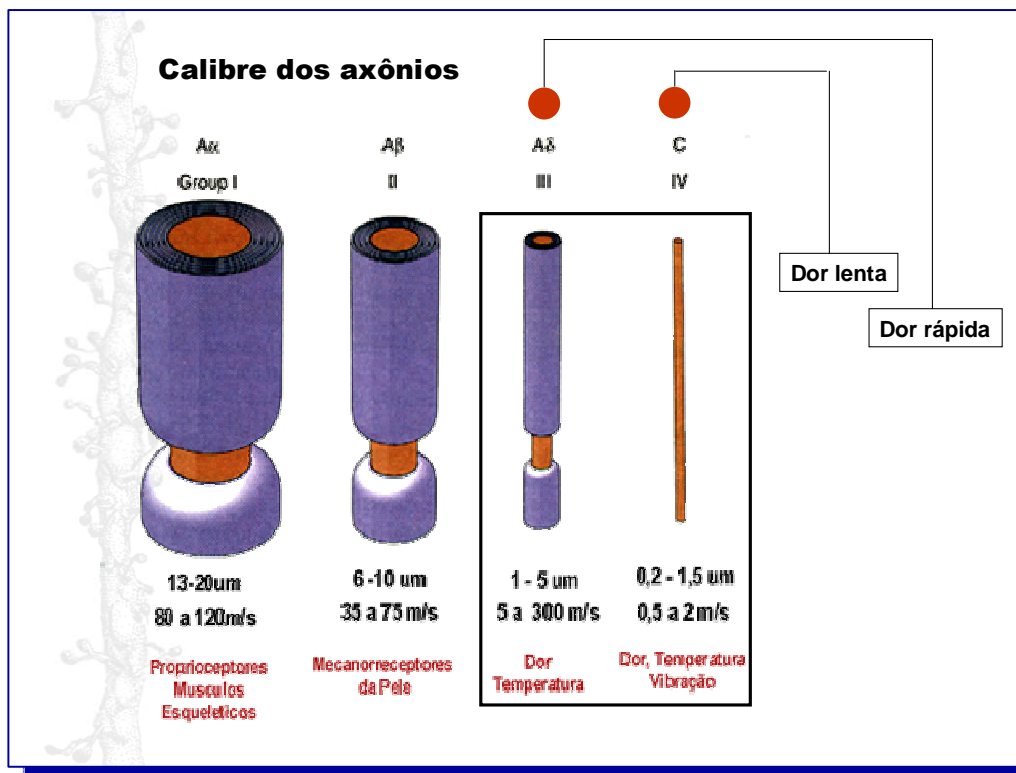 Calibre dos axônios
Aα
Group I
Aβ
II
Aδ
III
C
IV
Dor lenta
Dor rápida
13-20um
80 a 120m/s
Proprioceptores
Musculos
Esqueleticos
6 -10 um
35 a 75 m/s
Mecanorreceptores
da Pele
1 - 5 um
5 a 300 m/s
Dor
Temperatura
0,2 - 1,5 um
0,5 a 2 m/s
Dor, Temperatura
Vibração